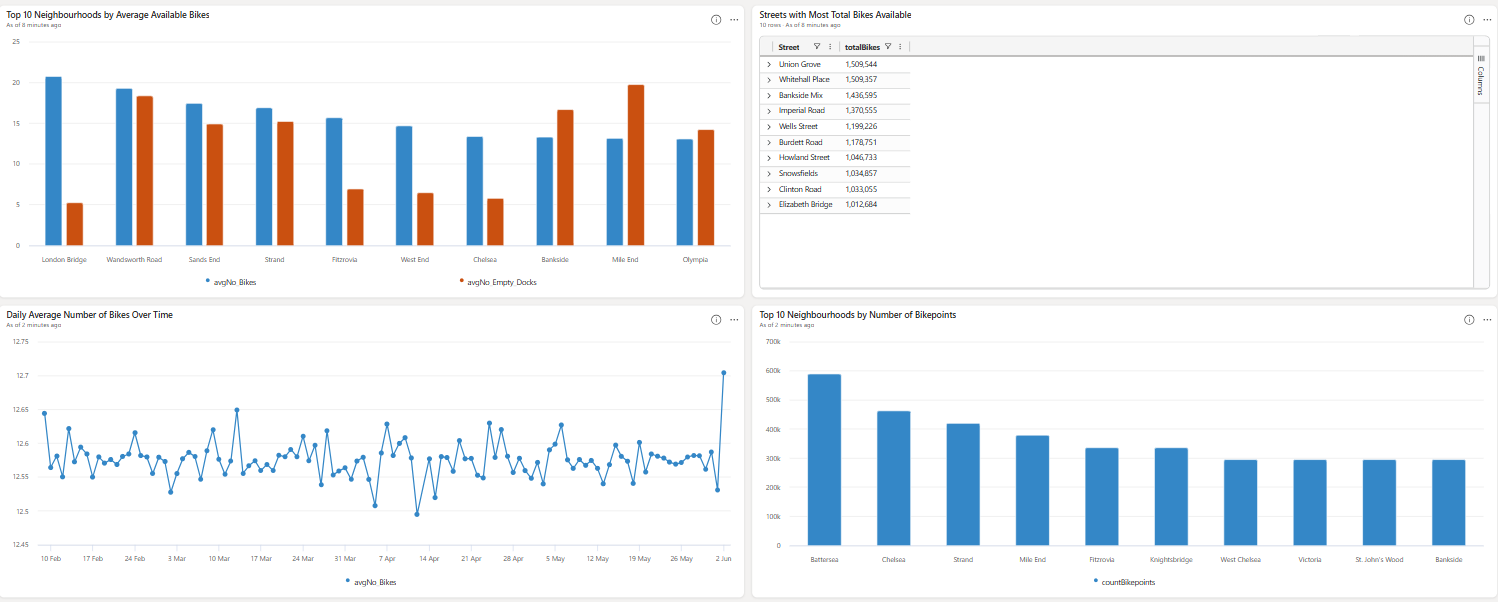 Top 10 Neighbourhoods by Average Available Bikes
As of 8 minutes ago
25
20
15
10
5
0
London Bridge Wandsworth Road Sands End Strand Fitzrovia West End Chelsea Bankside Mile End Olympia
avgNo_Bikes avgNo_Empty_Docks
Streets with Most Total Bikes Available
10 rows · As of 8 minutes ago
Street totalBikes
Union Grove 1,509,544
Whitehall Place 1,509,357
Bankside Mix 1,436,595
Imperial Road 1,370,555
Wells Street 1,199,226
Burdett Road 1,178,751
Howland Street 1,046,733
Snowsfields 1,034,857
Clinton Road 1,033,055
Elizabeth Bridge 1,012,684
Columns
Daily Average Number of Bikes Over Time
As of 2 minutes ago
12.75
12.7
12.65
12.6
12.55
12.5
12.45
10 Feb 17 Feb 24 Feb 3 Mar 10 Mar 17 Mar 24 Mar 31 Mar 7 Apr 14 Apr 21 Apr 28 Apr 5 May 12 May 19 May 26 May 2 Jun
avgNo_Bikes
Top 10 Neighbourhoods by Number of Bikepoints
As of 2 minutes ago
700k
600k
500k
400k
300k
200k
100k
0
Battersea Chelsea Strand Mile End Fitzrovia Knightsbridge West Chelsea Victoria St. John's Wood Bankside
countBikepoints